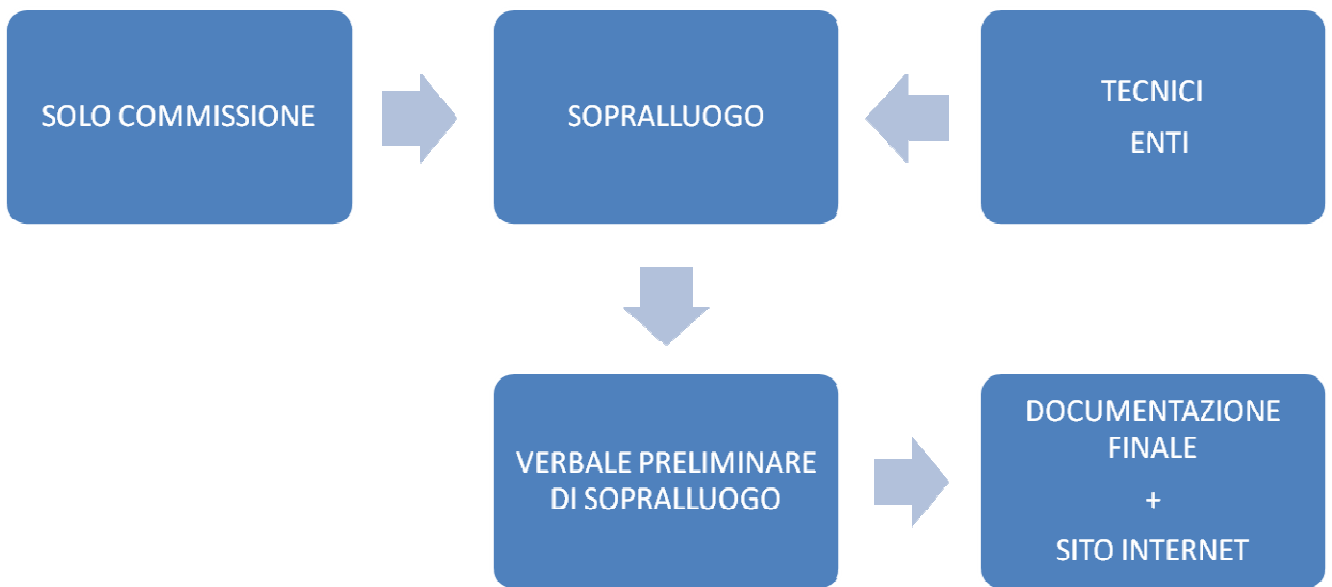 SOLO COMMISSIONE
SOPRALLUOGO
TECNICI
ENTI
VERBALE PRELIMINARE
DI SOPRALLUOGO
DOCUMENTAZIONE
FINALE
+
SITO INTERNET